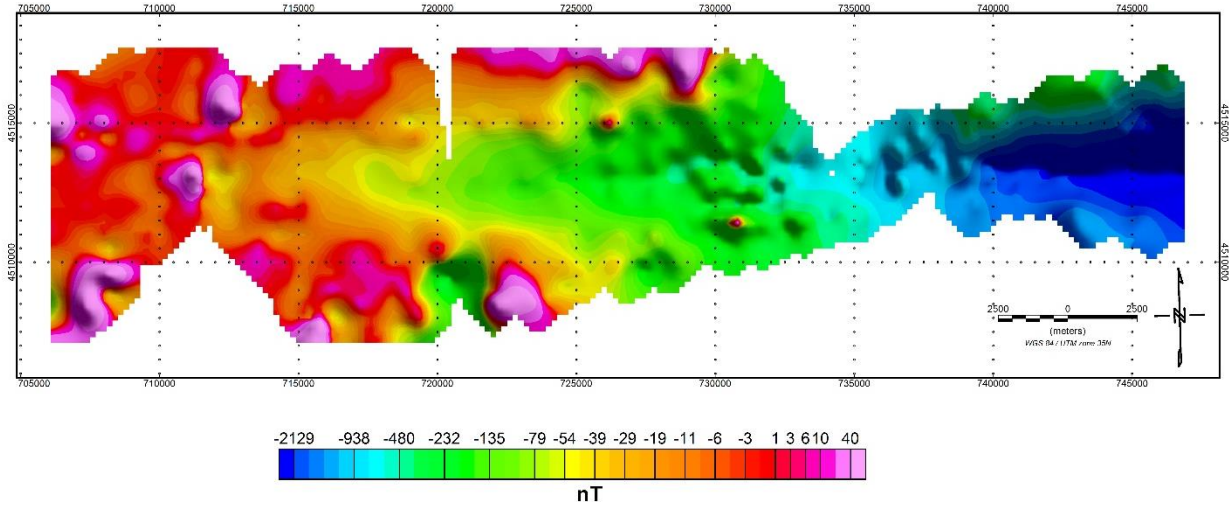 705000 710000 715000 720000 725000 730000 735000 740000 745000
4515000 4515000
4510000 4510000
2500 0 2500
(meters)
WGS 84 / UTM zone 35N
N
705000 710000 715000 720000 725000 730000 735000 740000 745000
-2129 -938 -480 -232 -135 -79 -54 -39 -29 -19 -11 -6 -3 1 3 6 10 40
nT